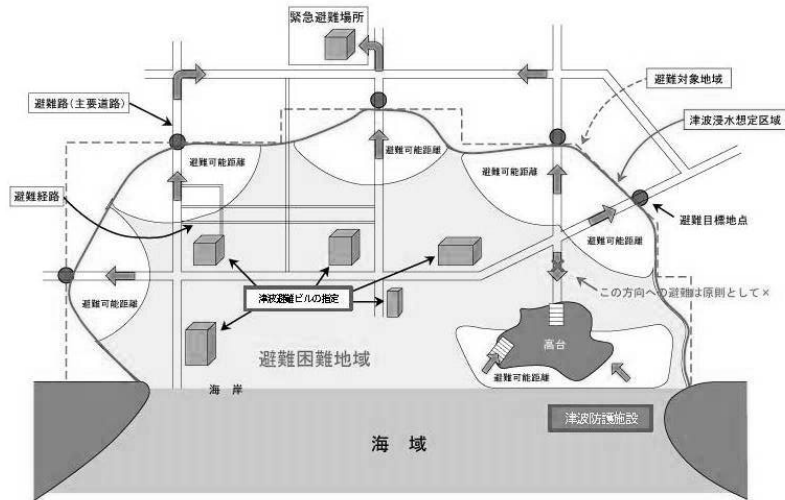 緊急避難場所
避難対象地域
避難路(主要道路)
津波浸水想定区域
避難可能距離
避難可能距離
避難可能距離
避難経路
避難目標地点
避難可能距離
避難可能距離
この方向への避難は原則として×
津波避難ビルの指定
高台
避難困難地域
避難可能距離
海 岸
津波防護施設
海 域